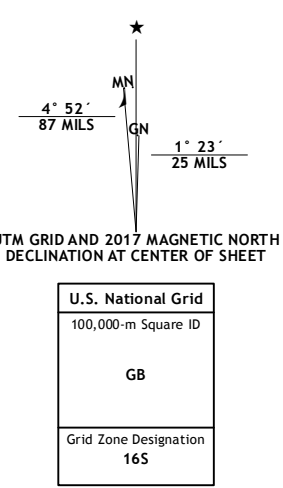 MN
GN
4° 52´
87 MILS
1° 23´
25 MILS
UTM GRID AND 2017 MAGNETIC NORTH
DECLINATION AT CENTER OF SHEET
U.S. National Grid
100,000-m Square ID
GB
Grid Zone Designation
16S